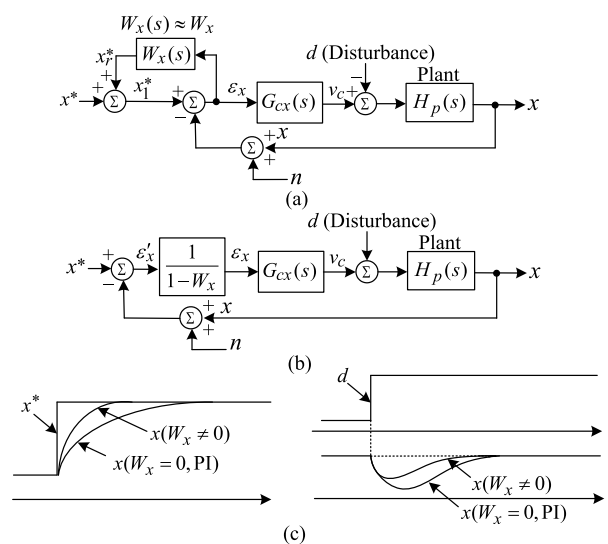 W_x(s) ≈ W_x
W_x(s)
x_r^*
d (Disturbance)
Plant
x^* + + Σ x_1^* + − Σ ε_x G_cx(s) v_c + − Σ H_p(s) x
Σ + + x
n
(a)
d (Disturbance)
Plant
x^* + − Σ ε'_x 1/(1−W_x) ε_x G_cx(s) v_c Σ H_p(s) x
Σ + + x
n
(b)
x^*
x(W_x ≠ 0)
x(W_x = 0, PI)
d
x(W_x ≠ 0)
x(W_x = 0, PI)
(c)